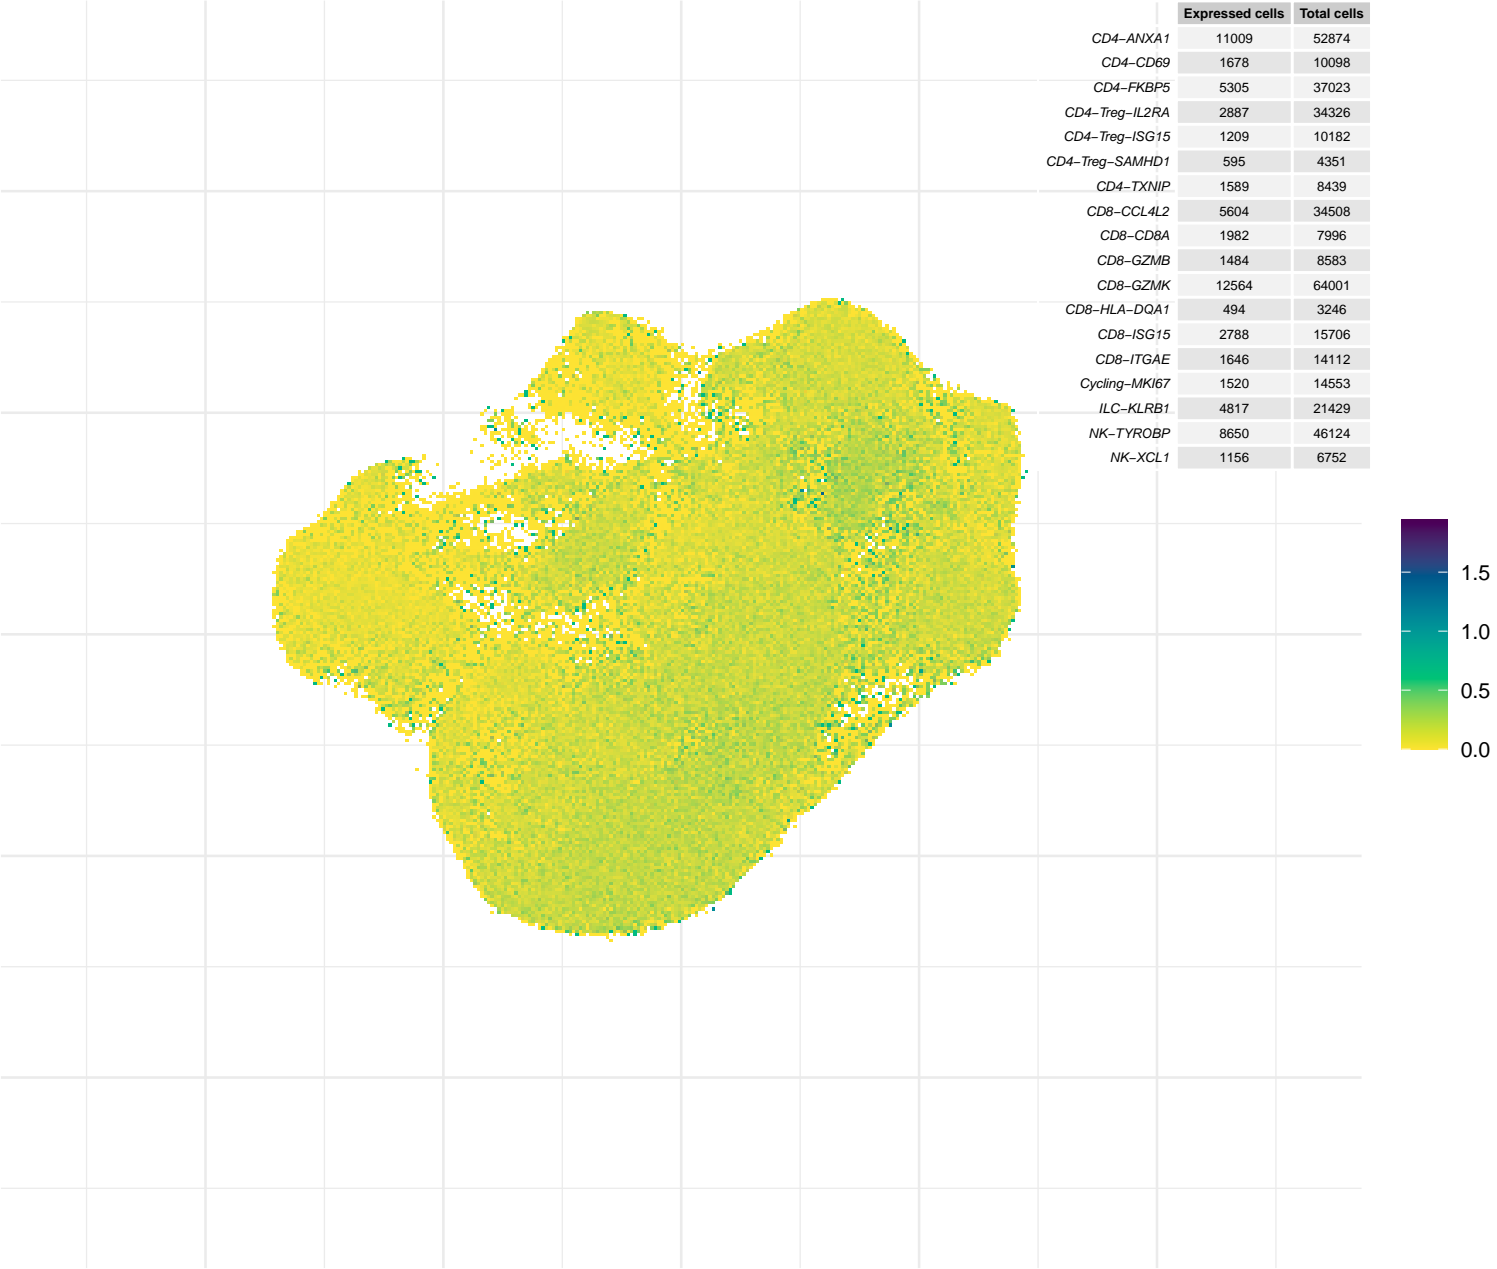 Expressed cells Total cells
CD4−ANXA1 11009 52874
CD4−CD69 1678 10098
CD4−FKBP5 5305 37023
CD4−Treg−IL2RA 2887 34326
CD4−Treg−ISG15 1209 10182
CD4−Treg−SAMHD1 595 4351
CD4−TXNIP 1589 8439
CD8−CCL4L2 5604 34508
CD8−CD8A 1982 7996
CD8−GZMB 1484 8583
CD8−GZMK 12564 64001
CD8−HLA−DQA1 494 3246
CD8−ISG15 2788 15706
CD8−ITGAE 1646 14112
Cycling−MKI67 1520 14553
ILC−KLRB1 4817 21429
NK−TYROBP 8650 46124
NK−XCL1 1156 6752
1.5
1.0
0.5
0.0